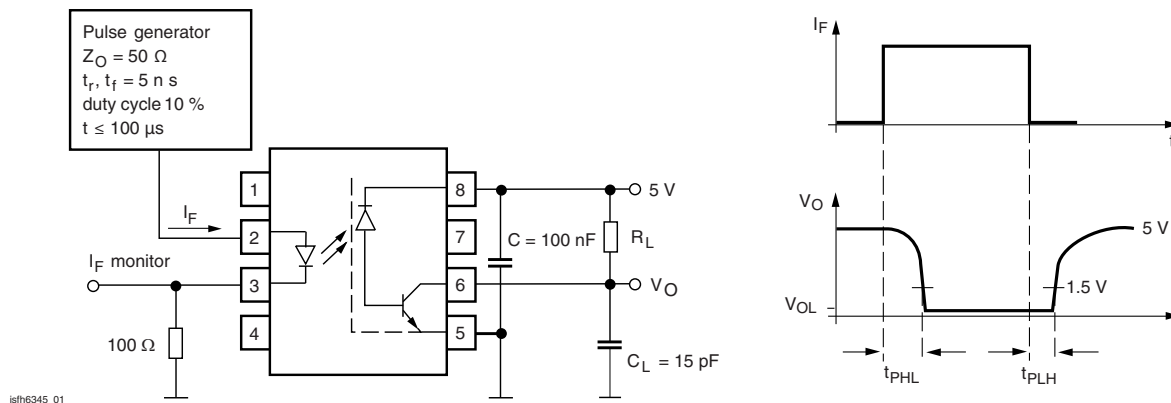 Pulse generator
Z_O = 50 Ω
t_r, t_f = 5 n s
duty cycle 10 %
t ≤ 100 µs
1
2
3
4
8
7
6
5
I_F
I_F monitor
100 Ω
5 V
C = 100 nF
R_L
V_O
C_L = 15 pF
isfh6345_01
I_F
t
V_O
5 V
1.5 V
V_OL
t_PHL
t_PLH